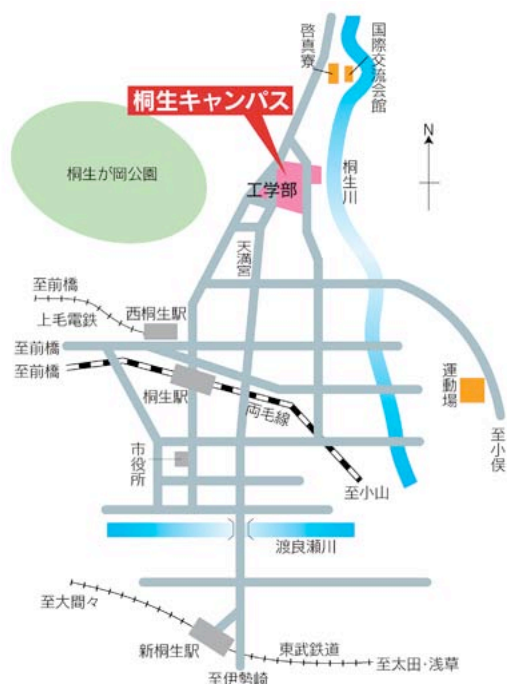 啓真寮
国際交流会館
桐生キャンパス
N
桐生が岡公園
工学部
桐生川
天満宮
至前橋
上毛電鉄
西桐生駅
至前橋
至前橋
桐生駅
両毛線
運動場
至小俣
市役所
至小山
渡良瀬川
至大間々
新桐生駅
東武鉄道
至太田・浅草
至伊勢崎